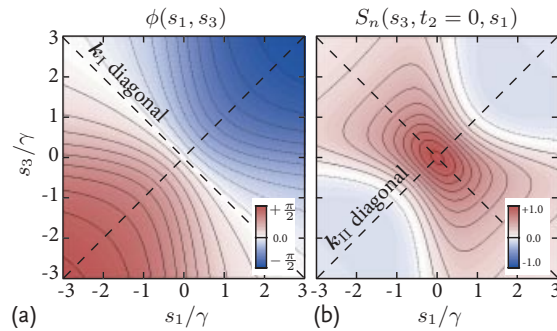 ϕ(s₁, s₃)
Sₙ(s₃, t₂ = 0, s₁)
3
2
1
0
-1
-2
-3
s₃/γ
k_I diagonal
+ π/2
0.0
− π/2
k_II diagonal
+1.0
0.0
-1.0
-3 -2 -1 0 1 2 3
-3 -2 -1 0 1 2 3
(a) s₁/γ
(b) s₁/γ